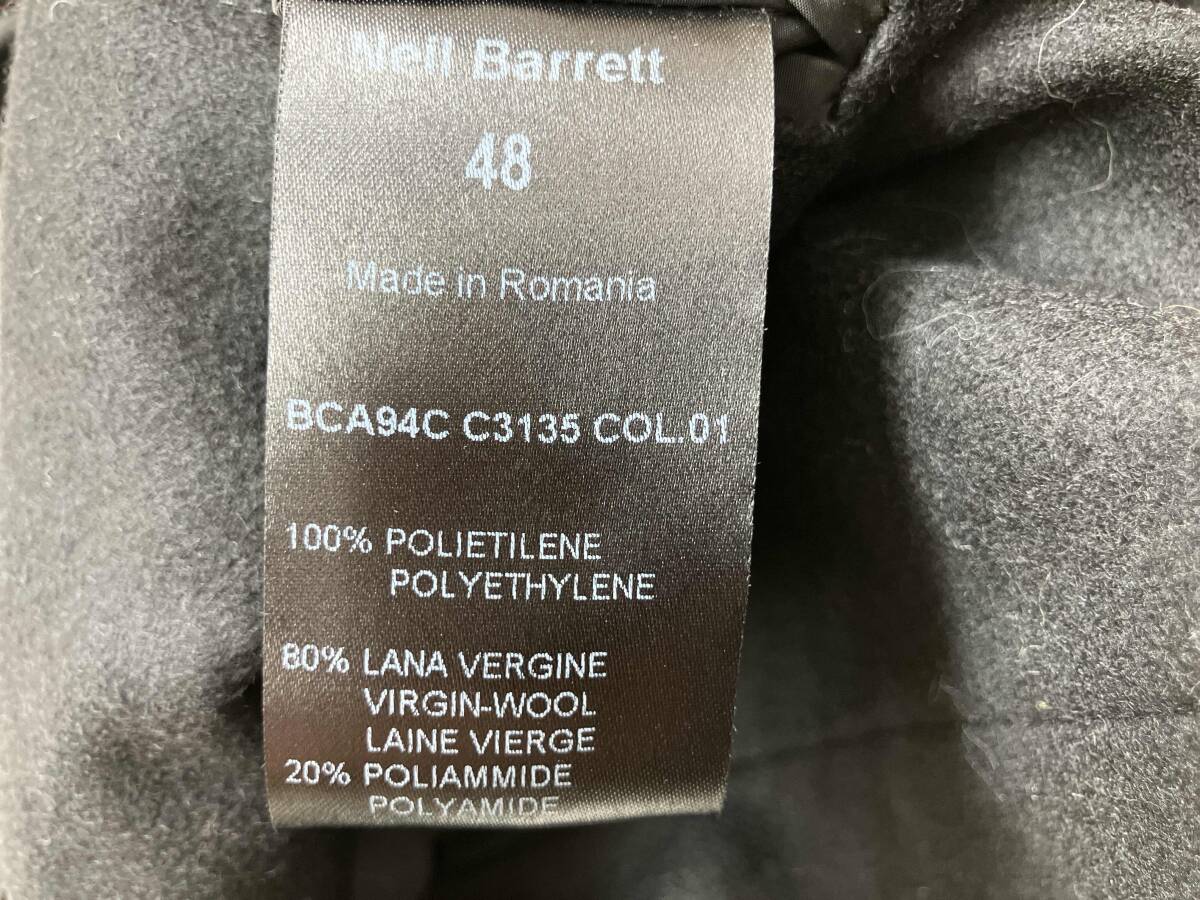 Neil Barrett
48
Made in Romania
BCA94C C3135 COL.01
100% POLIETILENE
POLYETHYLENE
80% LANA VERGINE
VIRGIN-WOOL
LAINE VIERGE
20% POLIAMMIDE
POLYAMIDE